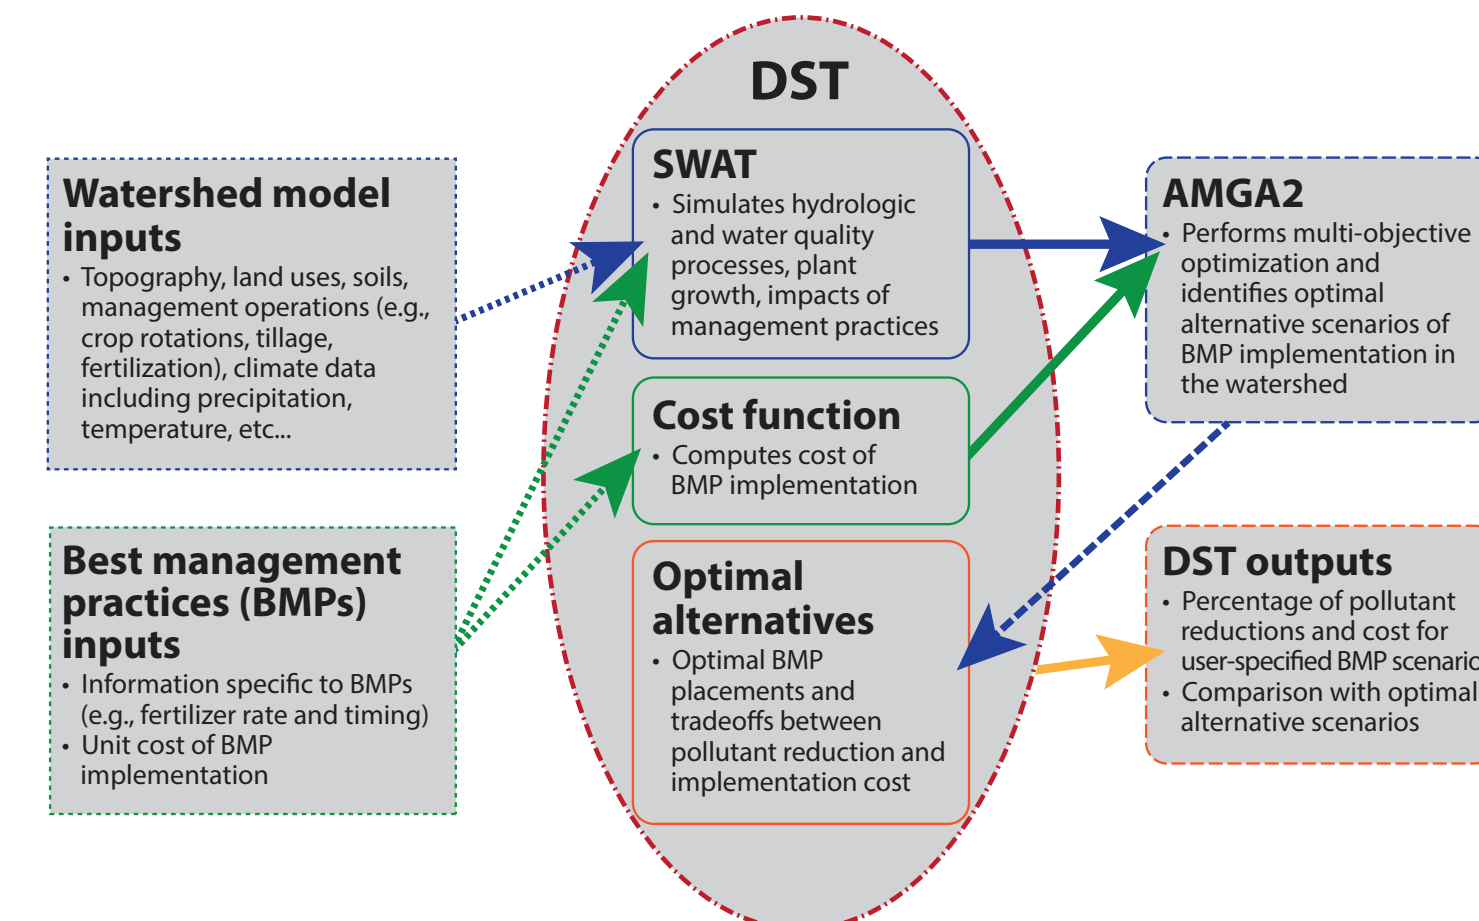 DST
Watershed model
inputs
• Topography, land uses, soils,
management operations (e.g.,
crop rotations, tillage,
fertilization), climate data
including precipitation,
temperature, etc...
Best management
practices (BMPs)
inputs
• Information specific to BMPs
(e.g., fertilizer rate and timing)
• Unit cost of BMP
implementation
SWAT
• Simulates hydrologic
and water quality
processes, plant
growth, impacts of
management practices
Cost function
• Computes cost of
BMP implementation
Optimal
alternatives
• Optimal BMP
placements and
tradeoffs between
pollutant reduction and
implementation cost
AMGA2
• Performs multi-objective
optimization and
identifies optimal
alternative scenarios of
BMP implementation in
the watershed
DST outputs
• Percentage of pollutant
reductions and cost for
user-specified BMP scenario
• Comparison with optimal
alternative scenarios